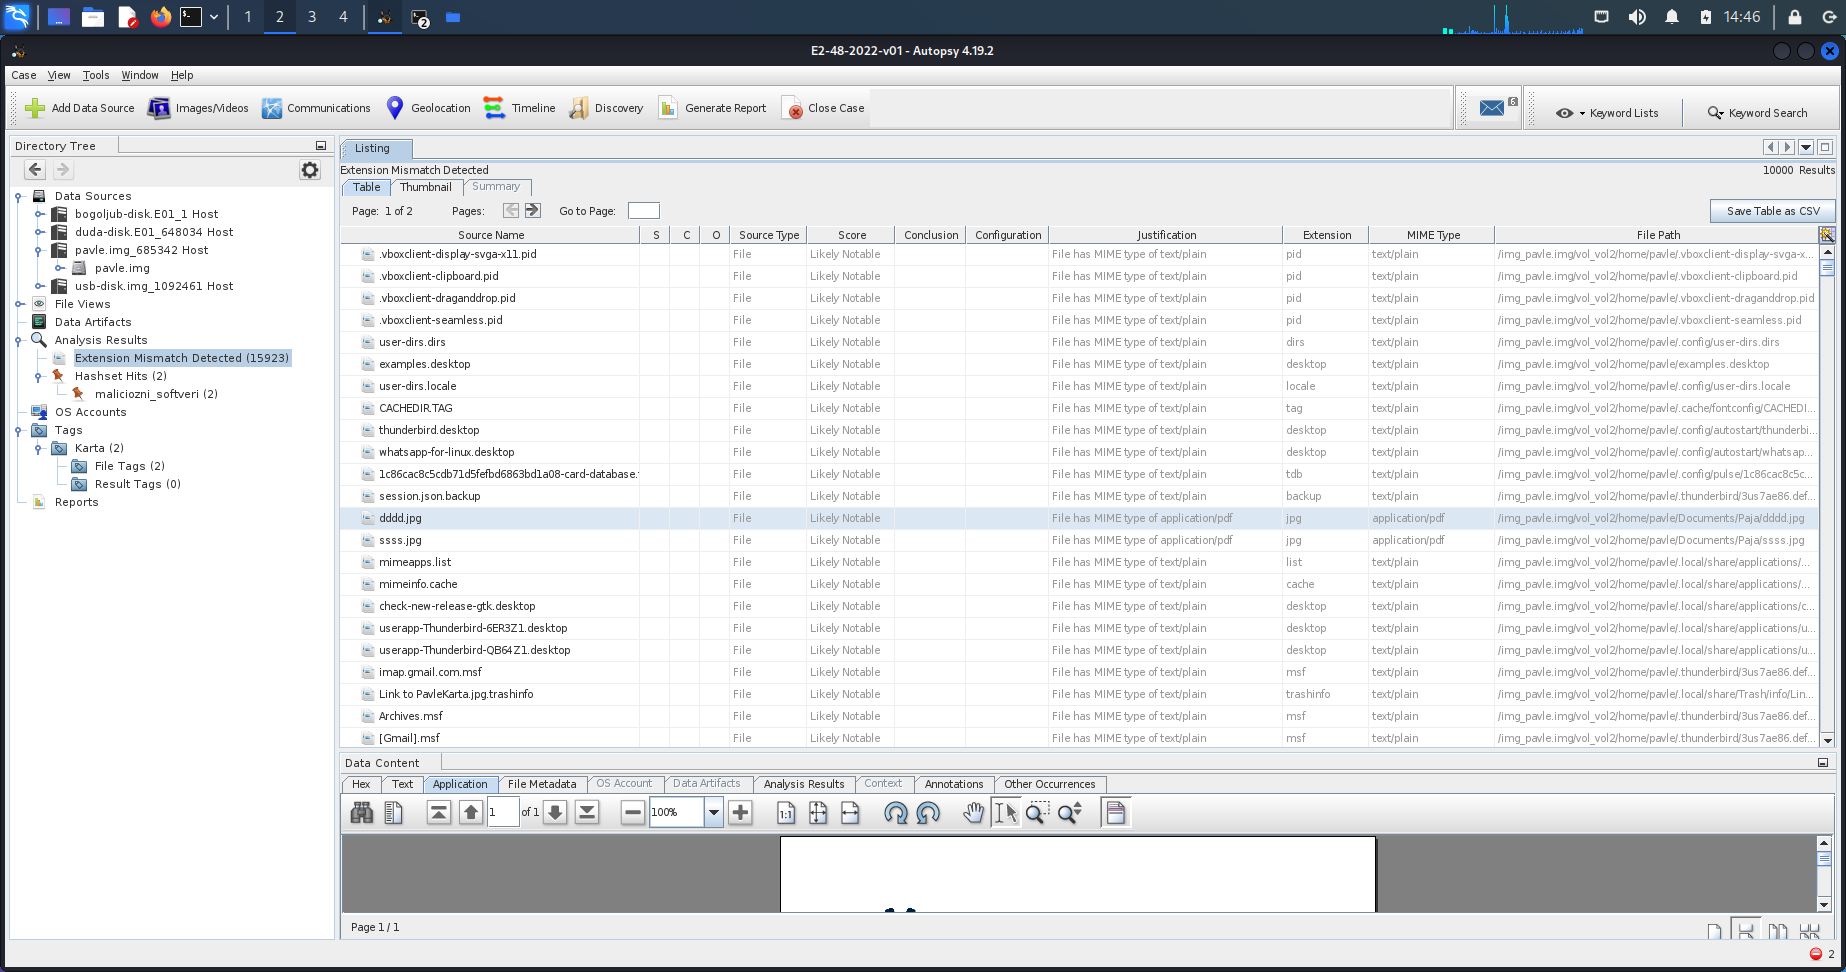 1 2 3 4 2 14:46
E2-48-2022-v01 - Autopsy 4.19.2
Case View Tools Window Help
Add Data Source Images/Videos Communications Geolocation Timeline Discovery Generate Report Close Case 6 Keyword Lists Keyword Search
Directory Tree
Data Sources
bogoljub-disk.E01_1 Host
duda-disk.E01_648034 Host
pavle.img_685342 Host
pavle.img
usb-disk.img_1092461 Host
File Views
Data Artifacts
Analysis Results
Extension Mismatch Detected (15923)
Hashset Hits (2)
maliciozni_softveri (2)
OS Accounts
Tags
Karta (2)
File Tags (2)
Result Tags (0)
Reports
Listing
Extension Mismatch Detected 10000 Results
Table Thumbnail Summary
Page: 1 of 2 Pages: Go to Page: Save Table as CSV
Source Name S C O Source Type Score Conclusion Configuration Justification Extension MIME Type File Path
.vboxclient-display-svga-x11.pid File Likely Notable File has MIME type of text/plain pid text/plain /img_pavle.img/vol_vol2/home/pavle/.vboxclient-display-svga-x...
.vboxclient-clipboard.pid File Likely Notable File has MIME type of text/plain pid text/plain /img_pavle.img/vol_vol2/home/pavle/.vboxclient-clipboard.pid
.vboxclient-draganddrop.pid File Likely Notable File has MIME type of text/plain pid text/plain /img_pavle.img/vol_vol2/home/pavle/.vboxclient-draganddrop.pid
.vboxclient-seamless.pid File Likely Notable File has MIME type of text/plain pid text/plain /img_pavle.img/vol_vol2/home/pavle/.vboxclient-seamless.pid
user-dirs.dirs File Likely Notable File has MIME type of text/plain dirs text/plain /img_pavle.img/vol_vol2/home/pavle/.config/user-dirs.dirs
examples.desktop File Likely Notable File has MIME type of text/plain desktop text/plain /img_pavle.img/vol_vol2/home/pavle/examples.desktop
user-dirs.locale File Likely Notable File has MIME type of text/plain locale text/plain /img_pavle.img/vol_vol2/home/pavle/.config/user-dirs.locale
CACHEDIR.TAG File Likely Notable File has MIME type of text/plain tag text/plain /img_pavle.img/vol_vol2/home/pavle/.cache/fontconfig/CACHEDI...
thunderbird.desktop File Likely Notable File has MIME type of text/plain desktop text/plain /img_pavle.img/vol_vol2/home/pavle/.config/autostart/thunderbi...
whatsapp-for-linux.desktop File Likely Notable File has MIME type of text/plain desktop text/plain /img_pavle.img/vol_vol2/home/pavle/.config/autostart/whatsap...
1c86cac8c5cdb71d5fefbd6863bd1a08-card-database. File Likely Notable File has MIME type of text/plain tdb text/plain /img_pavle.img/vol_vol2/home/pavle/.config/pulse/1c86cac8c5c...
session.json.backup File Likely Notable File has MIME type of text/plain backup text/plain /img_pavle.img/vol_vol2/home/pavle/.thunderbird/3us7ae86.def...
dddd.jpg File Likely Notable File has MIME type of application/pdf jpg application/pdf /img_pavle.img/vol_vol2/home/pavle/Documents/Paja/dddd.jpg
ssss.jpg File Likely Notable File has MIME type of application/pdf jpg application/pdf /img_pavle.img/vol_vol2/home/pavle/Documents/Paja/ssss.jpg
mimeapps.list File Likely Notable File has MIME type of text/plain list text/plain /img_pavle.img/vol_vol2/home/pavle/.local/share/applications/...
mimeinfo.cache File Likely Notable File has MIME type of text/plain cache text/plain /img_pavle.img/vol_vol2/home/pavle/.local/share/applications/...
check-new-release-gtk.desktop File Likely Notable File has MIME type of text/plain desktop text/plain /img_pavle.img/vol_vol2/home/pavle/.local/share/applications/c...
userapp-Thunderbird-6ER3Z1.desktop File Likely Notable File has MIME type of text/plain desktop text/plain /img_pavle.img/vol_vol2/home/pavle/.local/share/applications/u...
userapp-Thunderbird-QB64Z1.desktop File Likely Notable File has MIME type of text/plain desktop text/plain /img_pavle.img/vol_vol2/home/pavle/.local/share/applications/u...
imap.gmail.com.msf File Likely Notable File has MIME type of text/plain msf text/plain /img_pavle.img/vol_vol2/home/pavle/.thunderbird/3us7ae86.def...
Link to PavleKarta.jpg.trashinfo File Likely Notable File has MIME type of text/plain trashinfo text/plain /img_pavle.img/vol_vol2/home/pavle/.local/share/Trash/info/Lin...
Archives.msf File Likely Notable File has MIME type of text/plain msf text/plain /img_pavle.img/vol_vol2/home/pavle/.thunderbird/3us7ae86.def...
[Gmail].msf File Likely Notable File has MIME type of text/plain msf text/plain /img_pavle.img/vol_vol2/home/pavle/.thunderbird/3us7ae86.def...
Data Content
Hex Text Application File Metadata OS Account Data Artifacts Analysis Results Context Annotations Other Occurrences
1 of 1 100% 1:1
Page 1 / 1
2